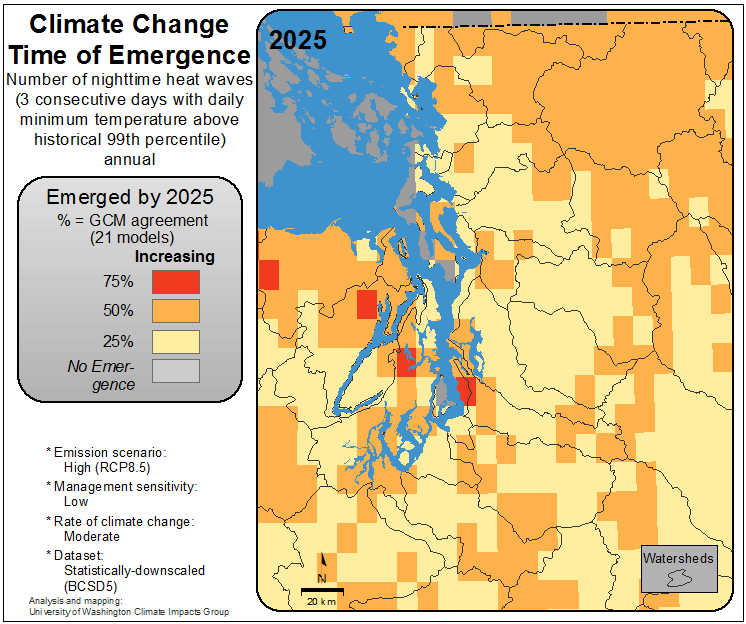 Climate Change
Time of Emergence
Number of nighttime heat waves
(3 consecutive days with daily
minimum temperature above
historical 99th percentile)
annual
Emerged by 2025
% = GCM agreement
(21 models)
Increasing
75%
50%
25%
No Emer-
gence
* Emission scenario:
High (RCP8.5)
* Management sensitivity:
Low
* Rate of climate change:
Moderate
* Dataset:
Statistically-downscaled
(BCSD5)
Analysis and mapping:
University of Washington Climate Impacts Group
2025
N
20 km
Watersheds